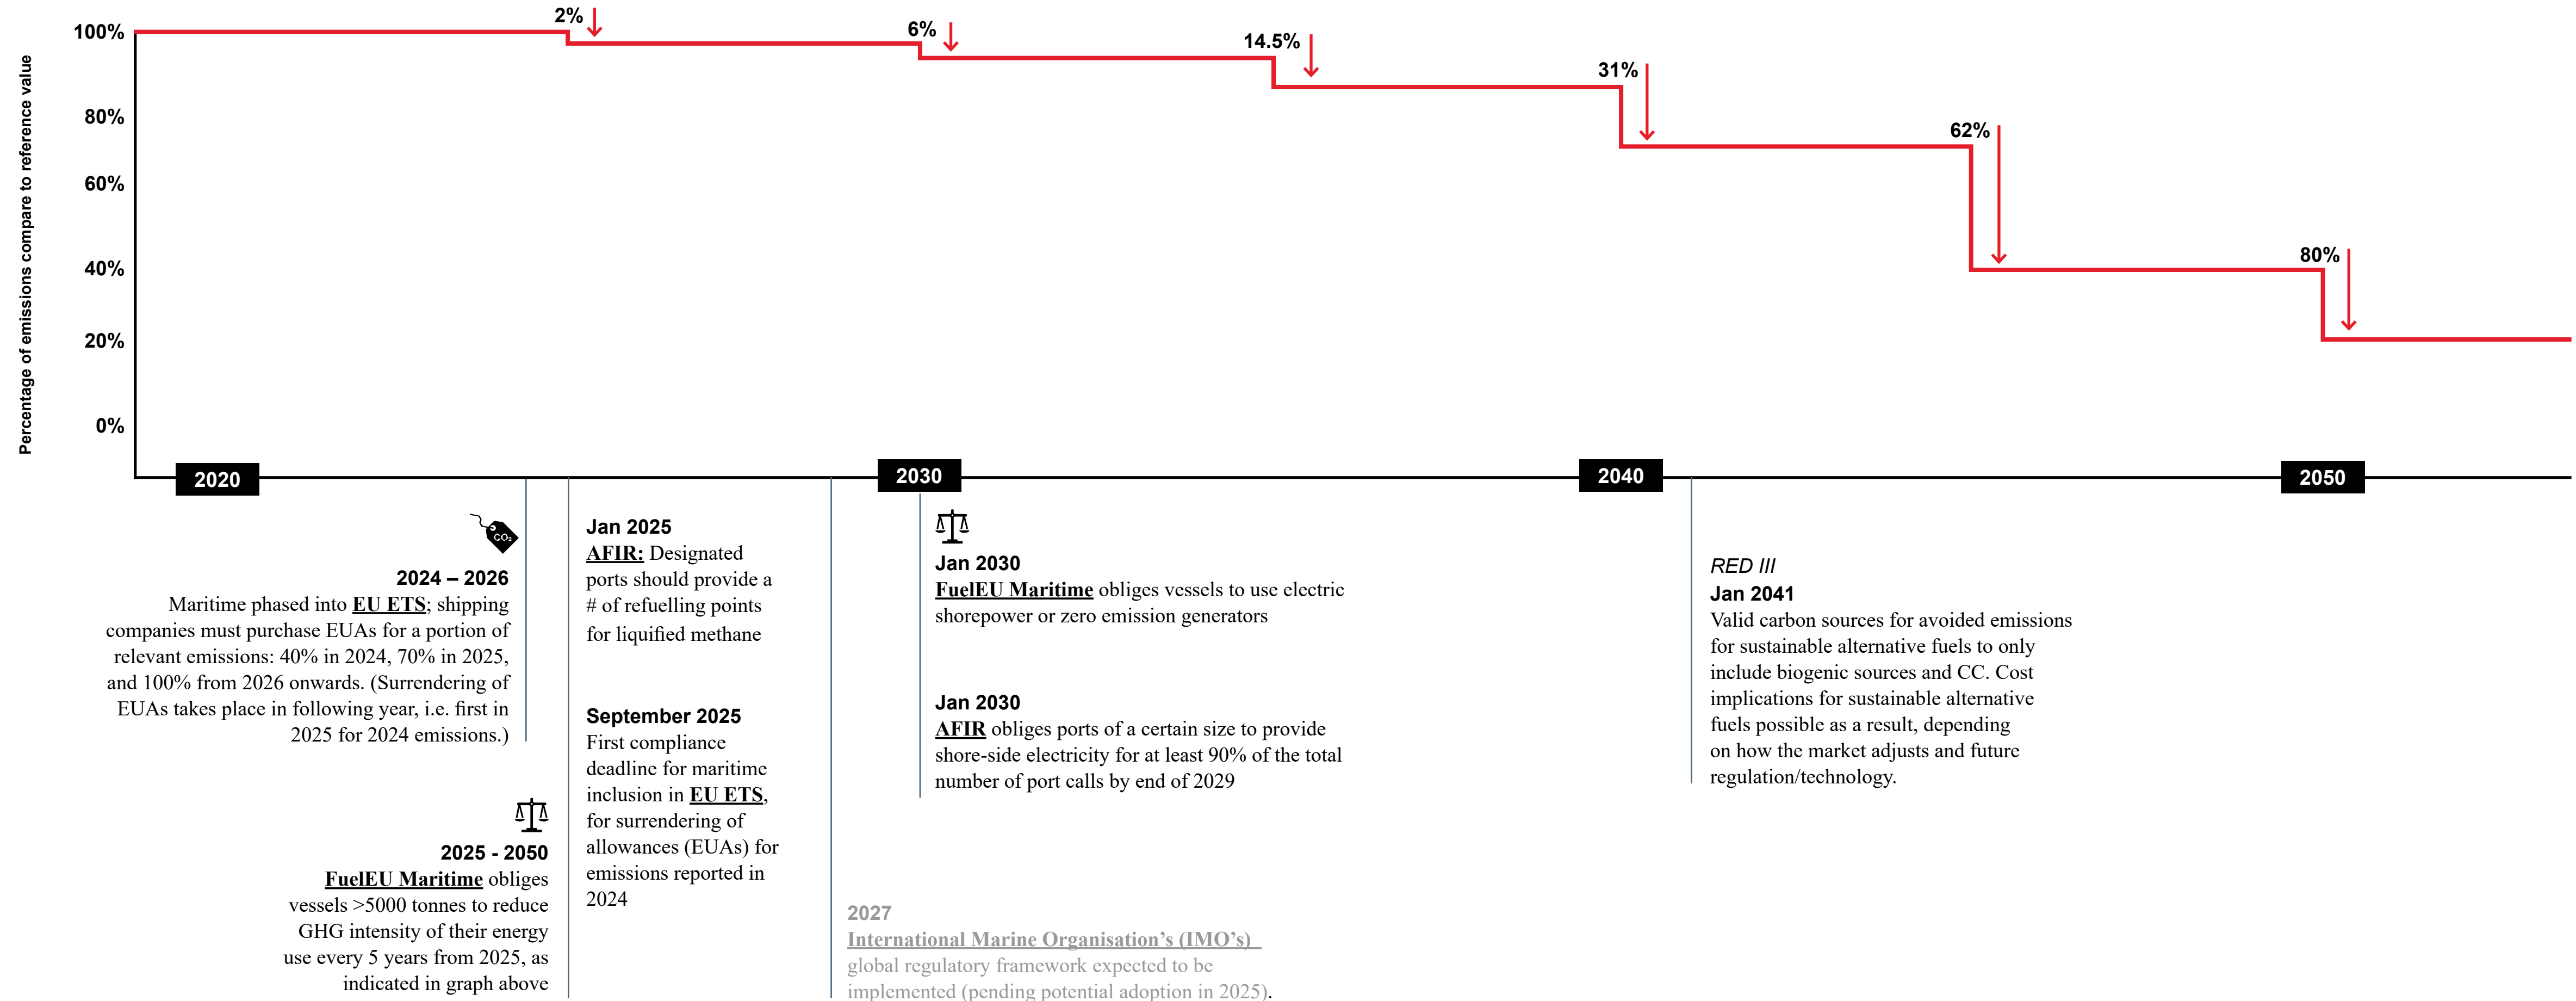 Percentage of emissions compare to reference value
100%
80%
60%
40%
20%
0%
2%
6%
14.5%
31%
62%
80%
2020
2030
2040
2050
CO₂
2024 – 2026
Maritime phased into EU ETS; shipping
companies must purchase EUAs for a portion of
relevant emissions: 40% in 2024, 70% in 2025,
and 100% from 2026 onwards. (Surrendering of
EUAs takes place in following year, i.e. first in
2025 for 2024 emissions.)
2025 - 2050
FuelEU Maritime obliges
vessels >5000 tonnes to reduce
GHG intensity of their energy
use every 5 years from 2025, as
indicated in graph above
Jan 2025
AFIR: Designated
ports should provide a
# of refuelling points
for liquified methane
September 2025
First compliance
deadline for maritime
inclusion in EU ETS,
for surrendering of
allowances (EUAs) for
emissions reported in
2024
2027
International Marine Organisation’s (IMO’s)
global regulatory framework expected to be
implemented (pending potential adoption in 2025).
Jan 2030
FuelEU Maritime obliges vessels to use electric
shorepower or zero emission generators
Jan 2030
AFIR obliges ports of a certain size to provide
shore-side electricity for at least 90% of the total
number of port calls by end of 2029
RED III
Jan 2041
Valid carbon sources for avoided emissions
for sustainable alternative fuels to only
include biogenic sources and CC. Cost
implications for sustainable alternative
fuels possible as a result, depending
on how the market adjusts and future
regulation/technology.